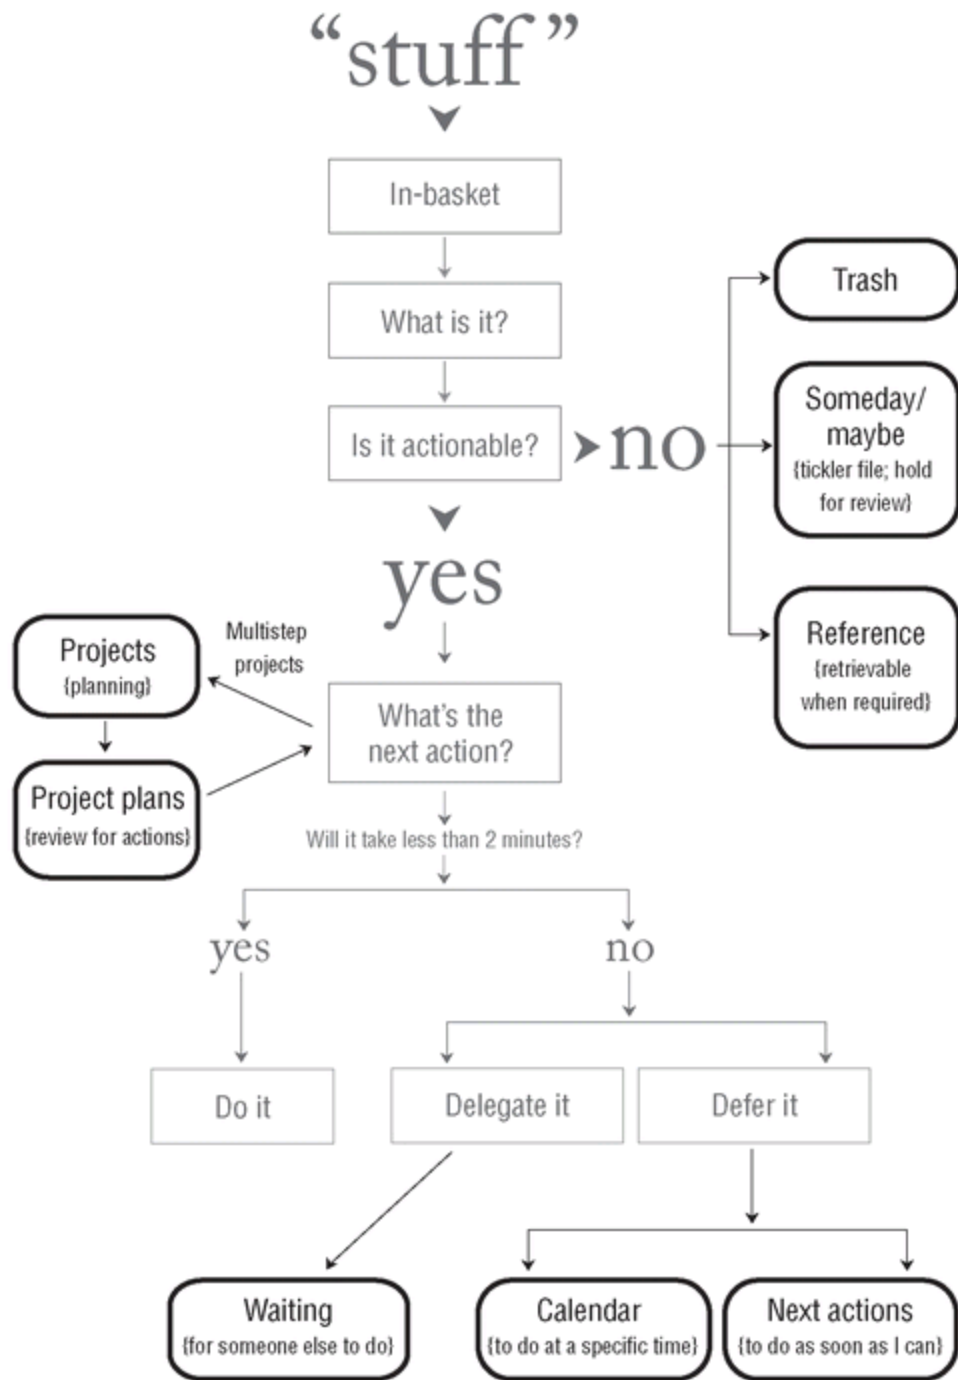 “stuff”
In-basket
What is it?
Is it actionable?
no
Trash
Someday/
maybe
{tickler file; hold
for review}
Reference
{retrievable
when required}
yes
Multistep
projects
Projects
{planning}
Project plans
{review for actions}
What’s the
next action?
Will it take less than 2 minutes?
yes
no
Do it
Delegate it
Defer it
Waiting
{for someone else to do}
Calendar
{to do at a specific time}
Next actions
{to do as soon as I can}